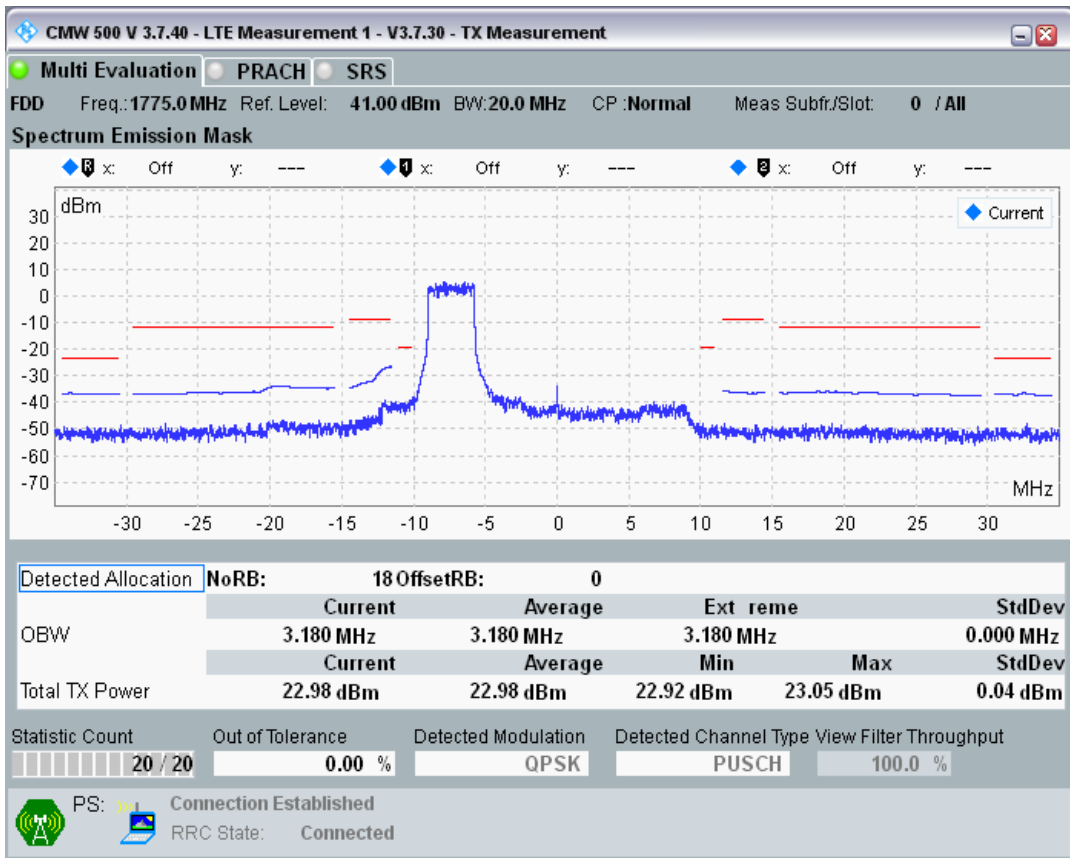 CMW 500 V 3.7.40 - LTE Measurement 1 - V3.7.30 - TX Measurement
Multi Evaluation PRACH SRS
FDD Freq.: 1775.0 MHz Ref. Level: 41.00 dBm BW: 20.0 MHz CP : Normal Meas Subfr./Slot: 0 / All
Spectrum Emission Mask
R x: Off y: --- 1 x: Off y: --- 2 x: Off y: ---
dBm
Current
30
20
10
0
-10
-20
-30
-40
-50
-60
-70
MHz
-30 -25 -20 -15 -10 -5 0 5 10 15 20 25 30
Detected Allocation NoRB: 18 OffsetRB: 0
Current Average Ext reme StdDev
OBW 3.180 MHz 3.180 MHz 3.180 MHz 0.000 MHz
Current Average Min Max StdDev
Total TX Power 22.98 dBm 22.98 dBm 22.92 dBm 23.05 dBm 0.04 dBm
Statistic Count Out of Tolerance Detected Modulation Detected Channel Type View Filter Throughput
20 / 20 0.00 % QPSK PUSCH 100.0 %
PS: Connection Established
RRC State: Connected